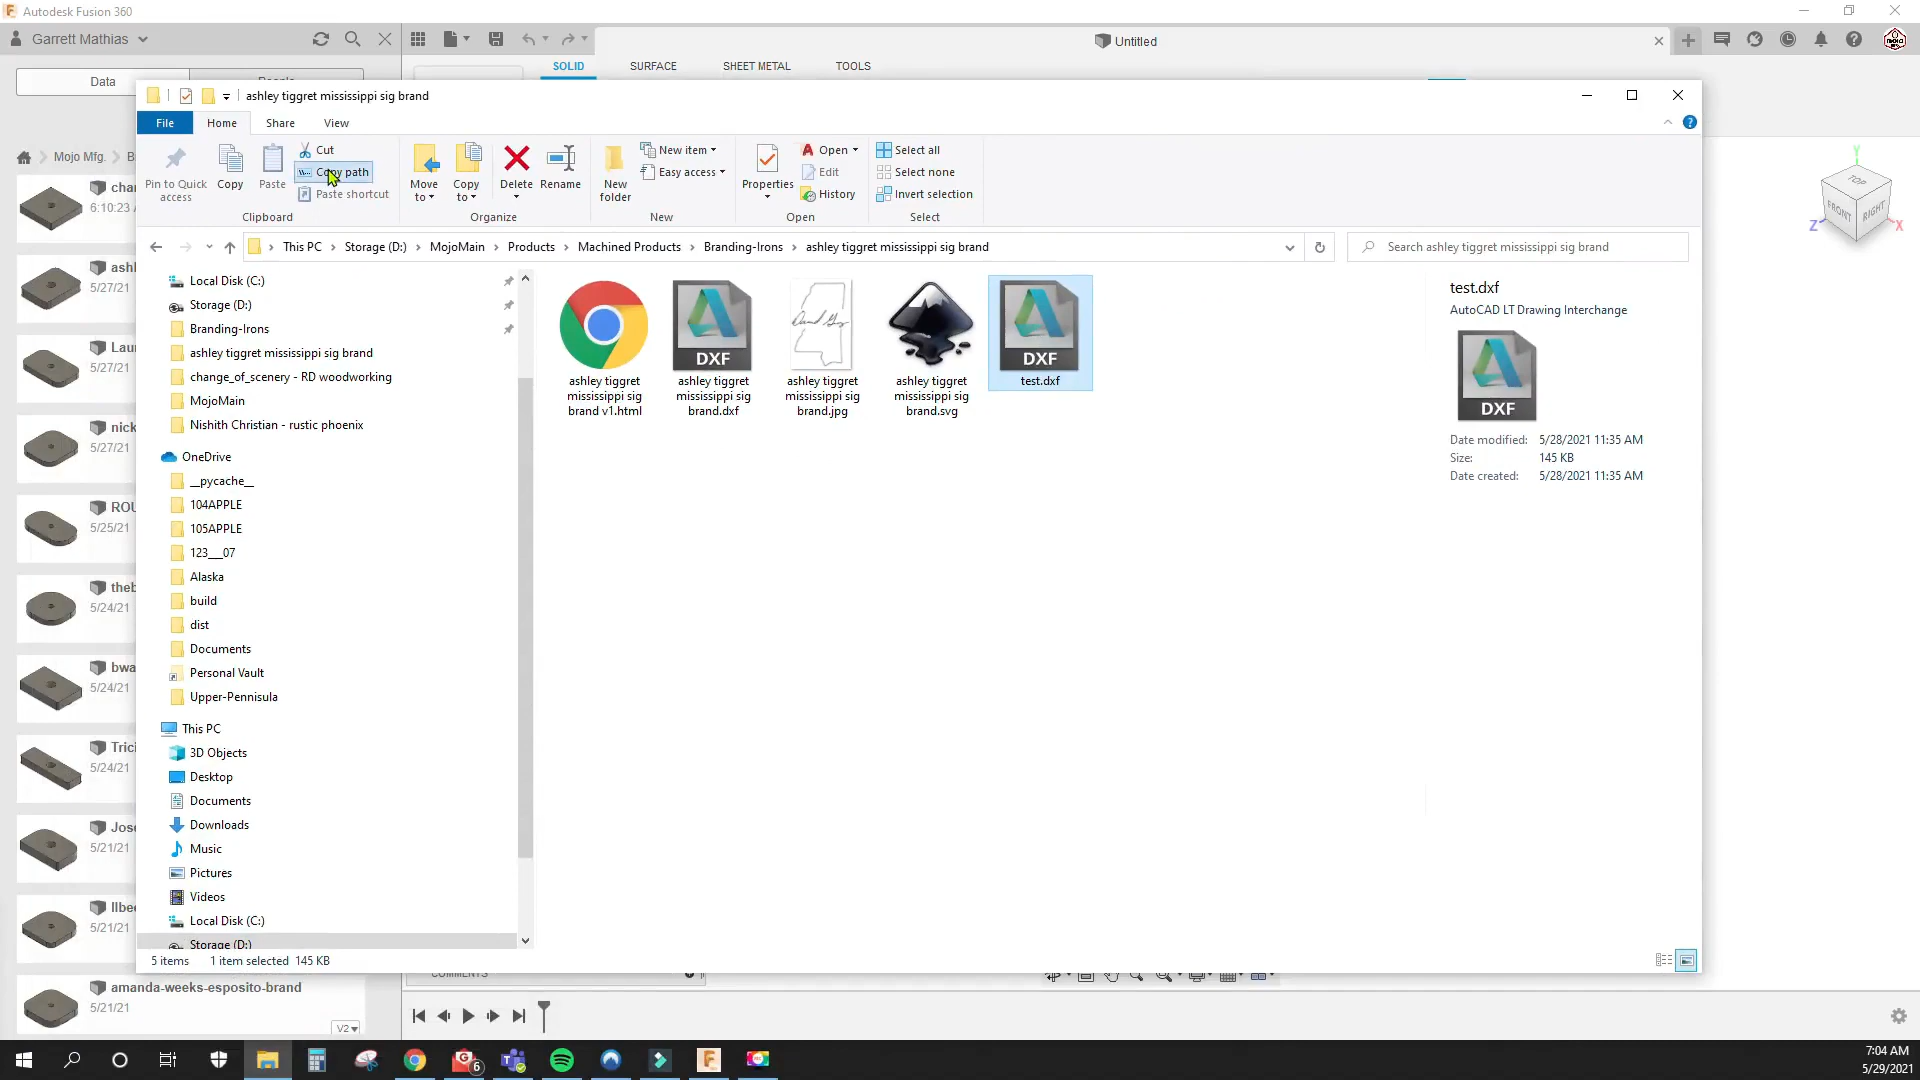 Autodesk Fusion 360
Garrett Mathias
Untitled
SOLID
SURFACE
SHEET METAL
TOOLS
Data
ashley tiggret mississippi sig brand
File
Home
Share
View
Mojo Mfg.
Pin to Quick
access
Copy
Paste
Cut
Copy path
Paste shortcut
Clipboard
Move
to
Copy
to
Delete
Rename
Organize
New
folder
New item
Easy access
New
Properties
Open
Edit
History
Open
Select all
Select none
Invert selection
Select
This PC
Storage (D:)
MojoMain
Products
Machined Products
Branding-Irons
ashley tiggret mississippi sig brand
Search ashley tiggret mississippi sig brand
6:10:23
5/27/21
5/27/21
5/27/21
5/25/21
5/24/21
5/24/21
5/24/21
5/21/21
5/21/21
amanda-weeks-esposito-brand
5/21/21
V2
Local Disk (C:)
Storage (D:)
Branding-Irons
ashley tiggret mississippi sig brand
change_of_scenery - RD woodworking
MojoMain
Nishith Christian - rustic phoenix
OneDrive
__pycache__
104APPLE
105APPLE
123___07
Alaska
build
dist
Documents
Personal Vault
Upper-Pennisula
This PC
3D Objects
Desktop
Documents
Downloads
Music
Pictures
Videos
Local Disk (C:)
Storage (D:)
ashley tiggret
mississippi sig
brand v1.html
DXF
ashley tiggret
mississippi sig
brand.dxf
ashley tiggret
mississippi sig
brand.jpg
ashley tiggret
mississippi sig
brand.svg
DXF
test.dxf
test.dxf
AutoCAD LT Drawing Interchange
DXF
Date modified: 5/28/2021 11:35 AM
Size: 145 KB
Date created: 5/28/2021 11:35 AM
5 items
1 item selected 145 KB
COMMENTS
Y
TOP
FRONT
RIGHT
Z
X
6
7:04 AM
5/29/2021